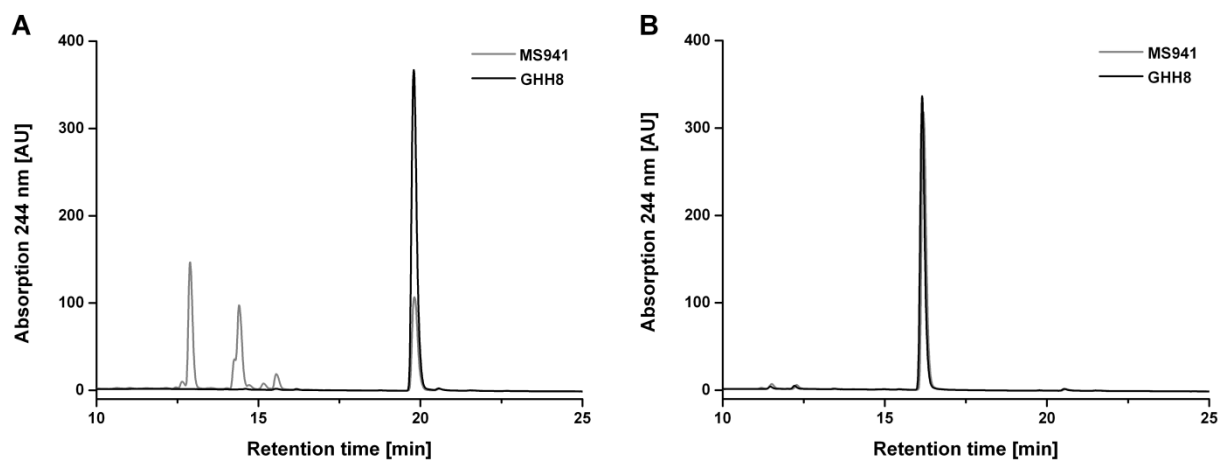 A
400
300
200
100
0
10
15
20
25
Absorption 244 nm [AU]
Retention time [min]
MS941
GHH8
B
400
300
200
100
0
10
15
20
25
Absorption 244 nm [AU]
Retention time [min]
MS941
GHH8